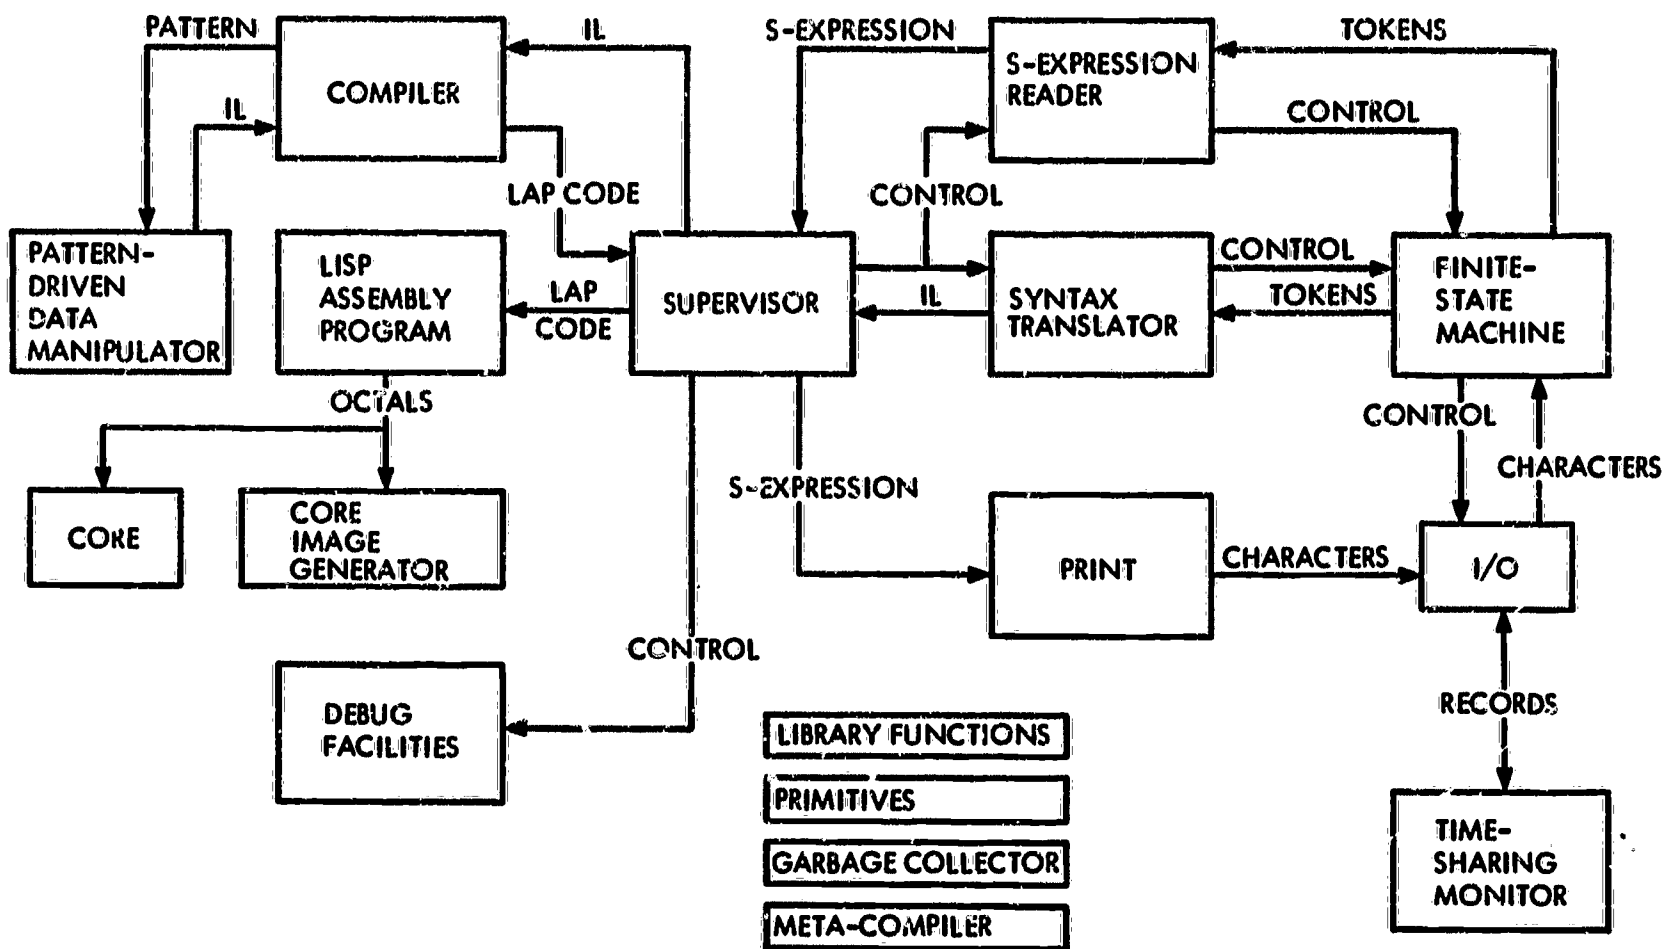 PATTERN
IL
S-EXPRESSION
TOKENS
COMPILER
S-EXPRESSION
READER
IL
CONTROL
LAP CODE
CONTROL
PATTERN-
DRIVEN
DATA
MANIPULATOR
LISP
ASSEMBLY
PROGRAM
LAP
CODE
SUPERVISOR
IL
SYNTAX
TRANSLATOR
CONTROL
TOKENS
FINITE-
STATE
MACHINE
OCTALS
CONTROL
CHARACTERS
S-EXPRESSION
CORE
CORE
IMAGE
GENERATOR
PRINT
CHARACTERS
I/O
CONTROL
DEBUG
FACILITIES
RECORDS
LIBRARY FUNCTIONS
PRIMITIVES
GARBAGE COLLECTOR
META-COMPILER
TIME-
SHARING
MONITOR